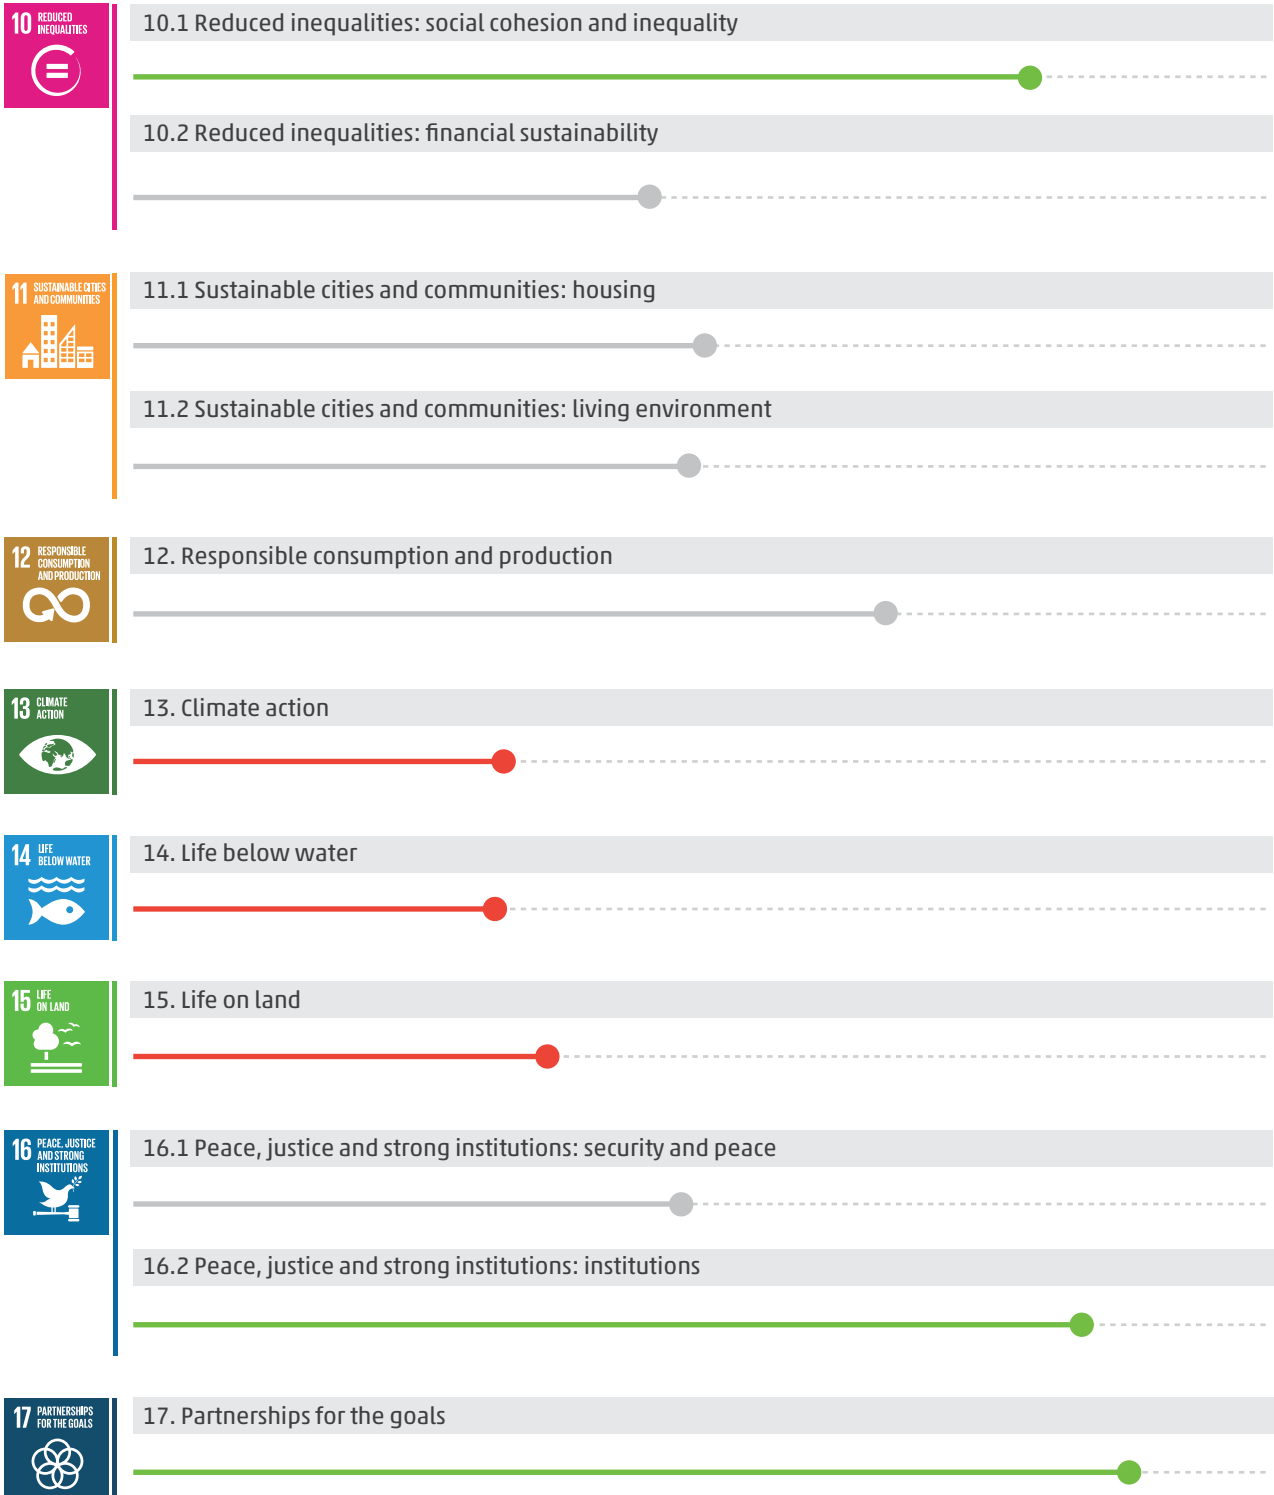 10 REDUCED
INEQUALITIES
10.1 Reduced inequalities: social cohesion and inequality
10.2 Reduced inequalities: financial sustainability
11 SUSTAINABLE CITIES
AND COMMUNITIES
11.1 Sustainable cities and communities: housing
11.2 Sustainable cities and communities: living environment
12 RESPONSIBLE
CONSUMPTION
AND PRODUCTION
12. Responsible consumption and production
13 CLIMATE
ACTION
13. Climate action
14 LIFE
BELOW WATER
14. Life below water
15 LIFE
ON LAND
15. Life on land
16 PEACE, JUSTICE
AND STRONG
INSTITUTIONS
16.1 Peace, justice and strong institutions: security and peace
16.2 Peace, justice and strong institutions: institutions
17 PARTNERSHIPS
FOR THE GOALS
17. Partnerships for the goals